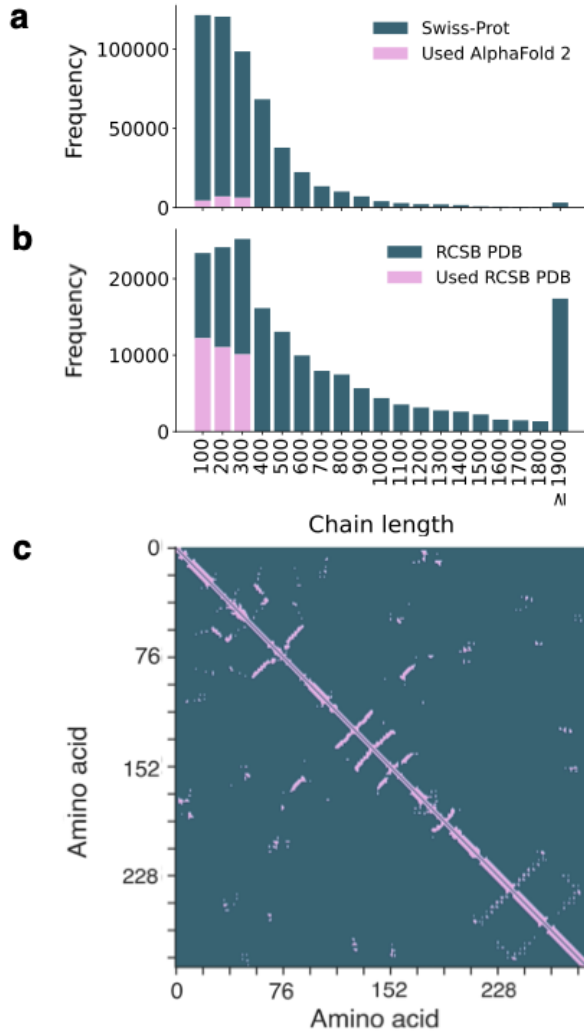 a
Frequency
100000
50000
0
Swiss-Prot
Used AlphaFold 2
b
Frequency
20000
10000
0
RCSB PDB
Used RCSB PDB
100
200
300
400
500
600
700
800
900
1000
1100
1200
1300
1400
1500
1600
1700
1800
≥ 1900
Chain length
c
Amino acid
0
76
152
228
0
76
152
228
Amino acid